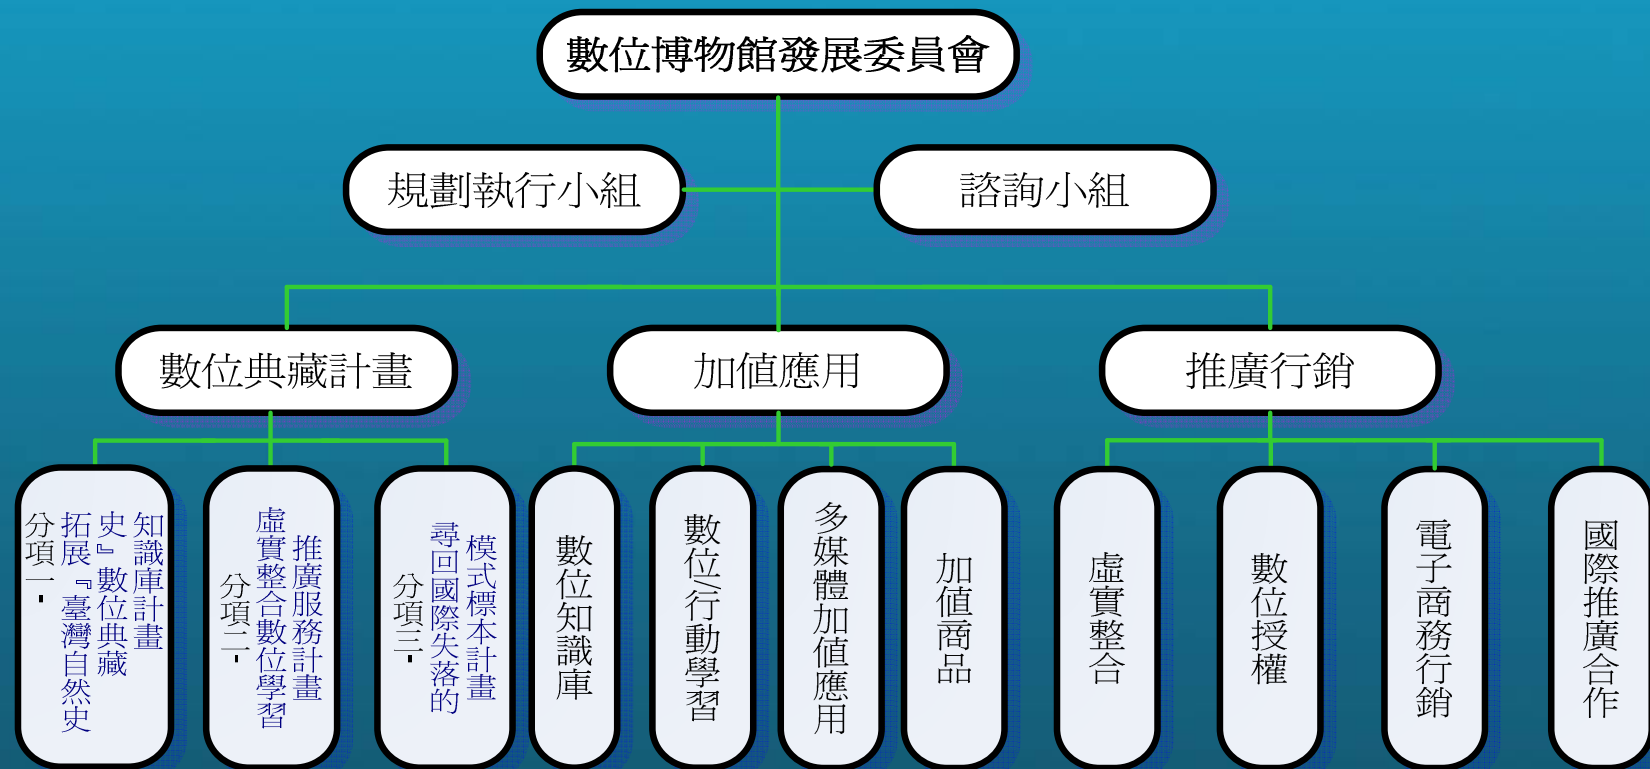 數位博物館發展委員會
規劃執行小組
諮詢小組
數位典藏計畫
加值應用
推廣行銷
分項一：
拓展『臺灣自然史
史』數位典藏
知識庫計畫
分項二：
虛實整合數位學習
推廣服務計畫
分項三：
尋回國際失落的
模式標本計畫
數位知識庫
數位/行動學習
多媒體加值應用
加值商品
虛實整合
數位授權
電子商務行銷
國際推廣合作